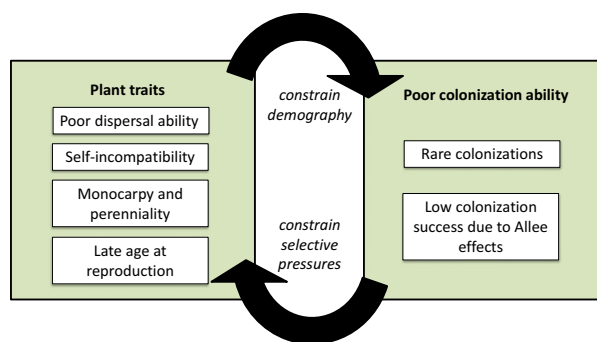 Plant traits
Poor dispersal ability
Self-incompatibility
Monocarpy and
perenniality
Late age at
reproduction
constrain
demography
constrain
selective
pressures
Poor colonization ability
Rare colonizations
Low colonization
success due to Allee
effects